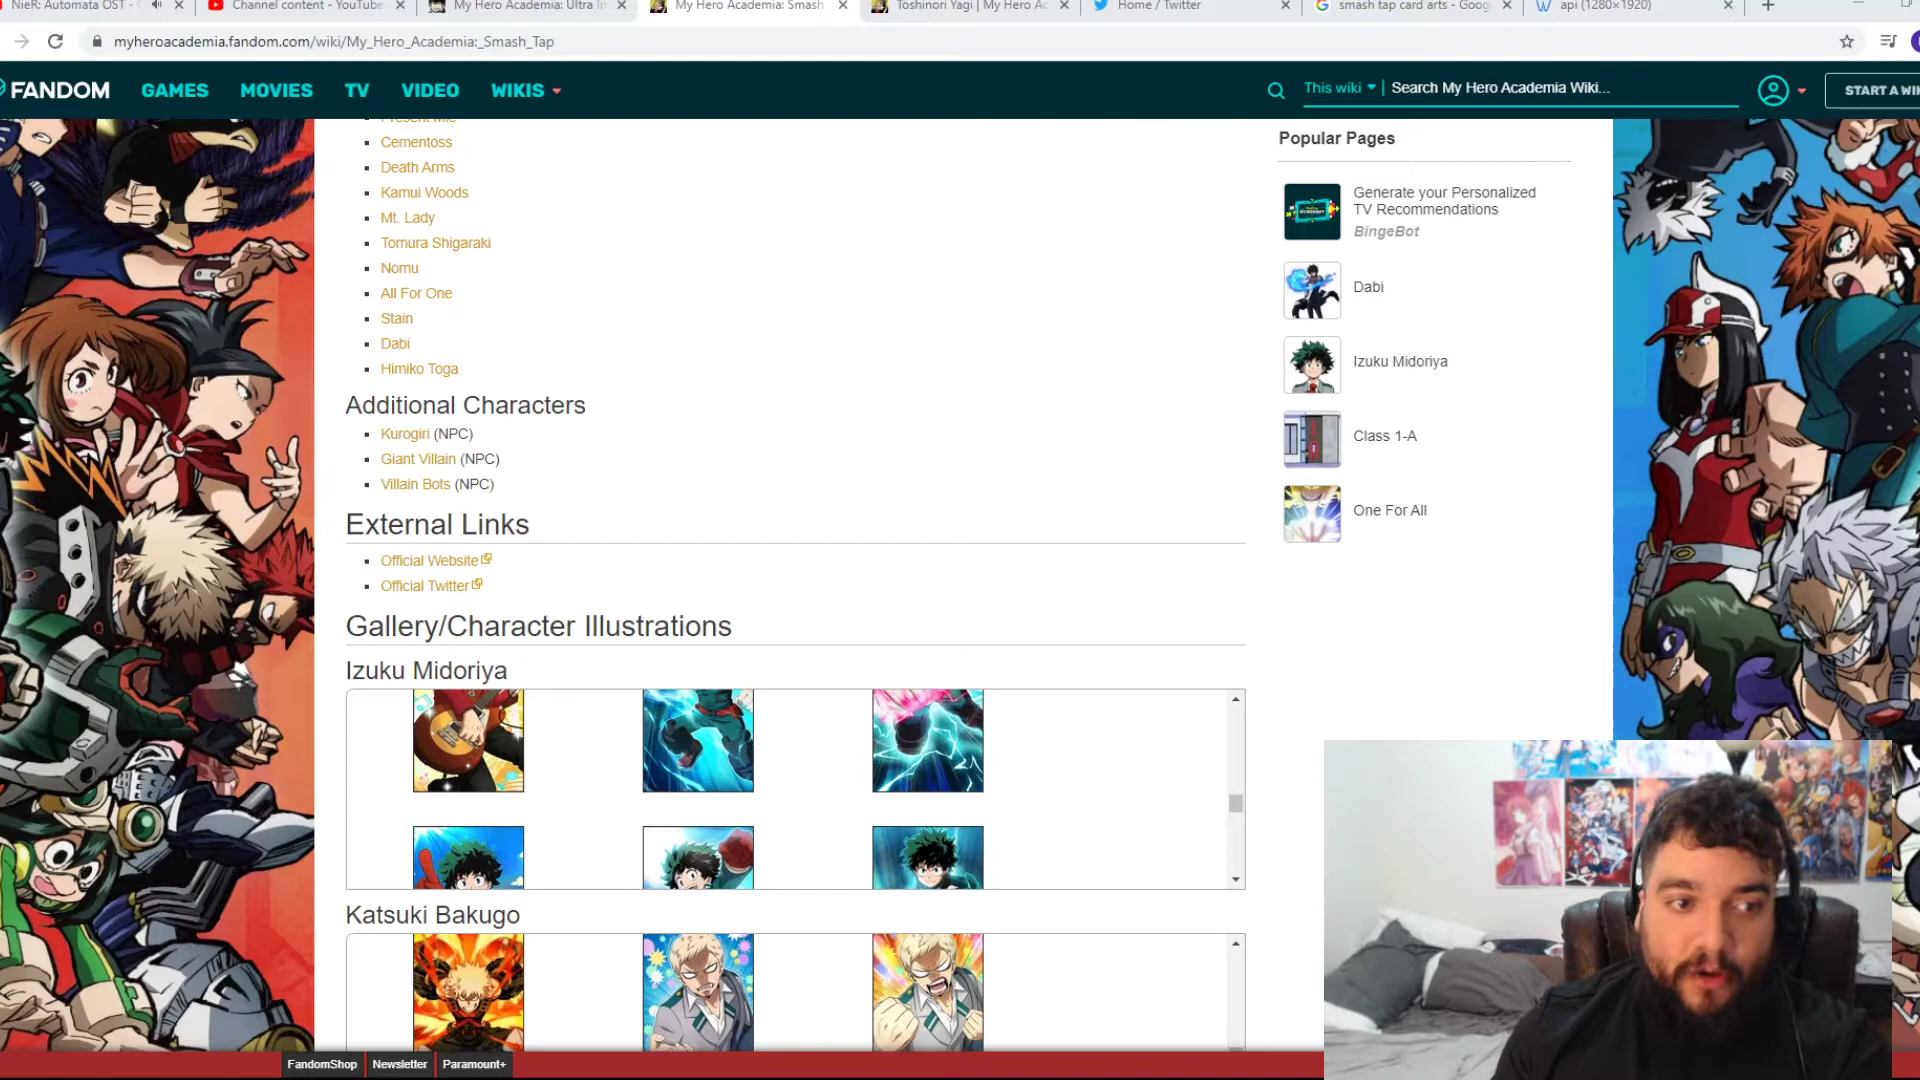 NieR: Automata OST -
Channel content - YouTube
My Hero Academia: Ultra Im
My Hero Academia: Smash
Toshinori Yagi | My Hero Ac
Home / Twitter
smash tap card arts - Goog
api (1280×1920)
myheroacademia.fandom.com/wiki/My_Hero_Academia:_Smash_Tap
FANDOM
GAMES
MOVIES
TV
VIDEO
WIKIS
This wiki
Search My Hero Academia Wiki...
START A WIK
Present Mic
Cementoss
Death Arms
Kamui Woods
Mt. Lady
Tomura Shigaraki
Nomu
All For One
Stain
Dabi
Himiko Toga
Additional Characters
Kurogiri (NPC)
Giant Villain (NPC)
Villain Bots (NPC)
External Links
Official Website
Official Twitter
Gallery/Character Illustrations
Izuku Midoriya
Katsuki Bakugo
Popular Pages
Generate your Personalized
TV Recommendations
BingeBot
Dabi
Izuku Midoriya
Class 1-A
One For All
FandomShop
Newsletter
Paramount+